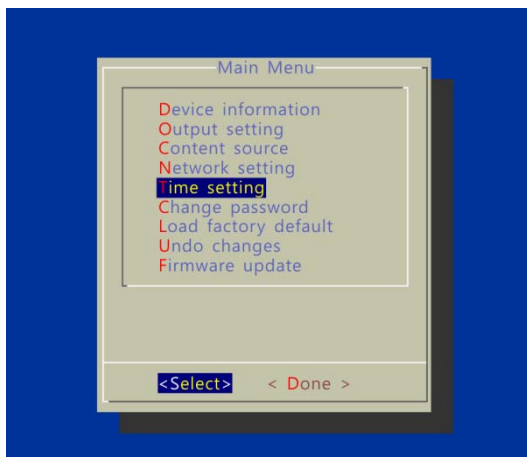 Main Menu
Device information
Output setting
Content source
Network setting
Time setting
Change password
Load factory default
Undo changes
Firmware update
<Select> < Done >